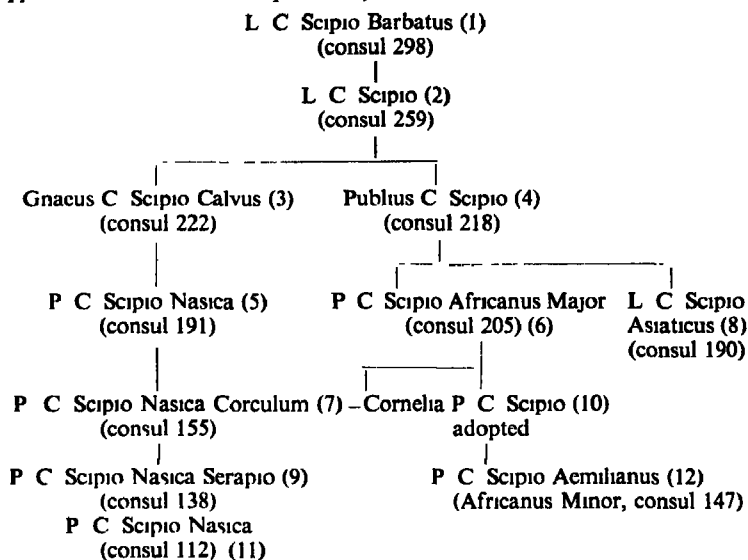 L C Scipio Barbatus (1)
(consul 298)
L C Scipio (2)
(consul 259)
Gnacus C Scipio Calvus (3) Publius C Scipio (4)
(consul 222) (consul 218)
P C Scipio Nasica (5) P C Scipio Africanus Major L C Scipio
(consul 191) (consul 205) (6) Asiaticus (8)
(consul 190)
P C Scipio Nasica Corculum (7) – Cornelia P C Scipio (10)
(consul 155) adopted
P C Scipio Nasica Serapio (9) P C Scipio Aemilianus (12)
(consul 138) (Africanus Minor, consul 147)
P C Scipio Nasica
(consul 112) (11)